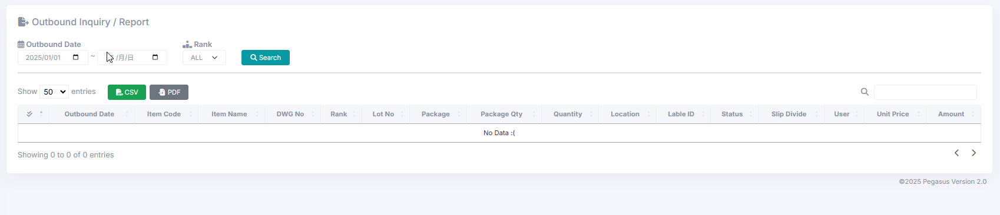 Outbound Inquiry / Report
Outbound Date Rank
2025/01/01 ~ /月/日 ALL Search
Show 50 entries CSV PDF
Outbound Date Item Code Item Name DWG No Rank Lot No Package Package Qty Quantity Location Lable ID Status Slip Divide User Unit Price Amount
No Data :(
Showing 0 to 0 of 0 entries
©2025 Pegasus Version 2.0